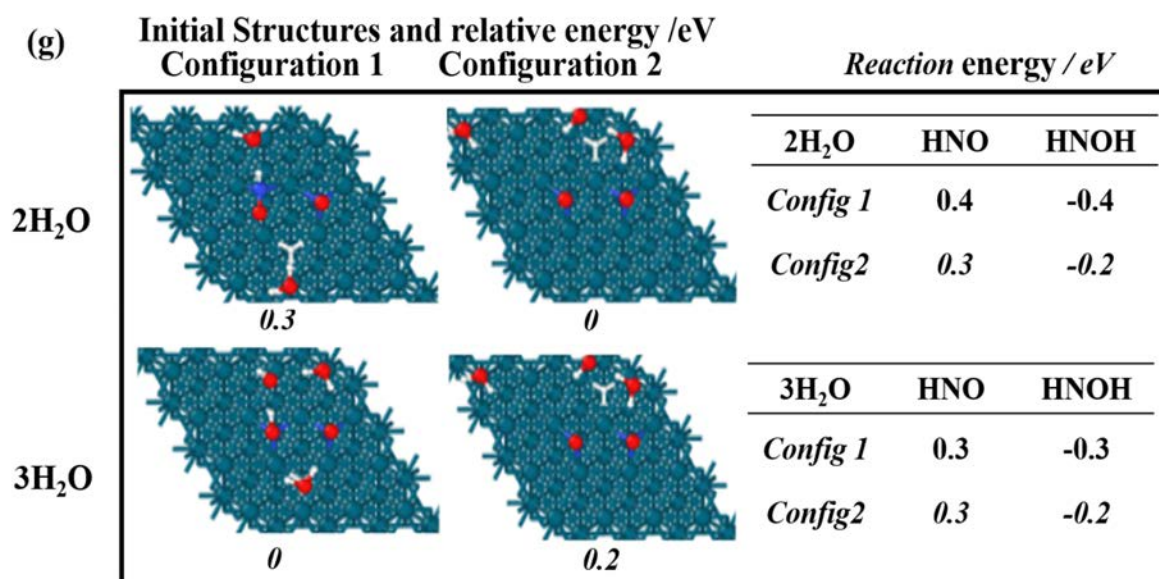 (g)
Initial Structures and relative energy /eV
Configuration 1 Configuration 2 Reaction energy / eV
2H₂O
0.3 0
2H₂O HNO HNOH
Config 1 0.4 -0.4
Config2 0.3 -0.2
3H₂O
0 0.2
3H₂O HNO HNOH
Config 1 0.3 -0.3
Config2 0.3 -0.2